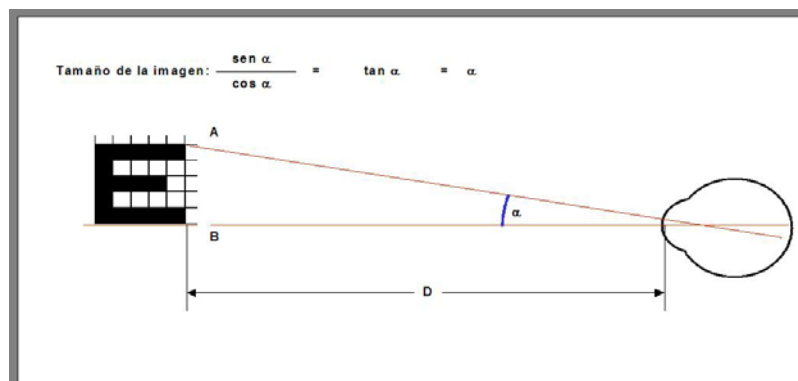 Tamaño de la imagen: sen α / cos α = tan α = α
A
α
B
D